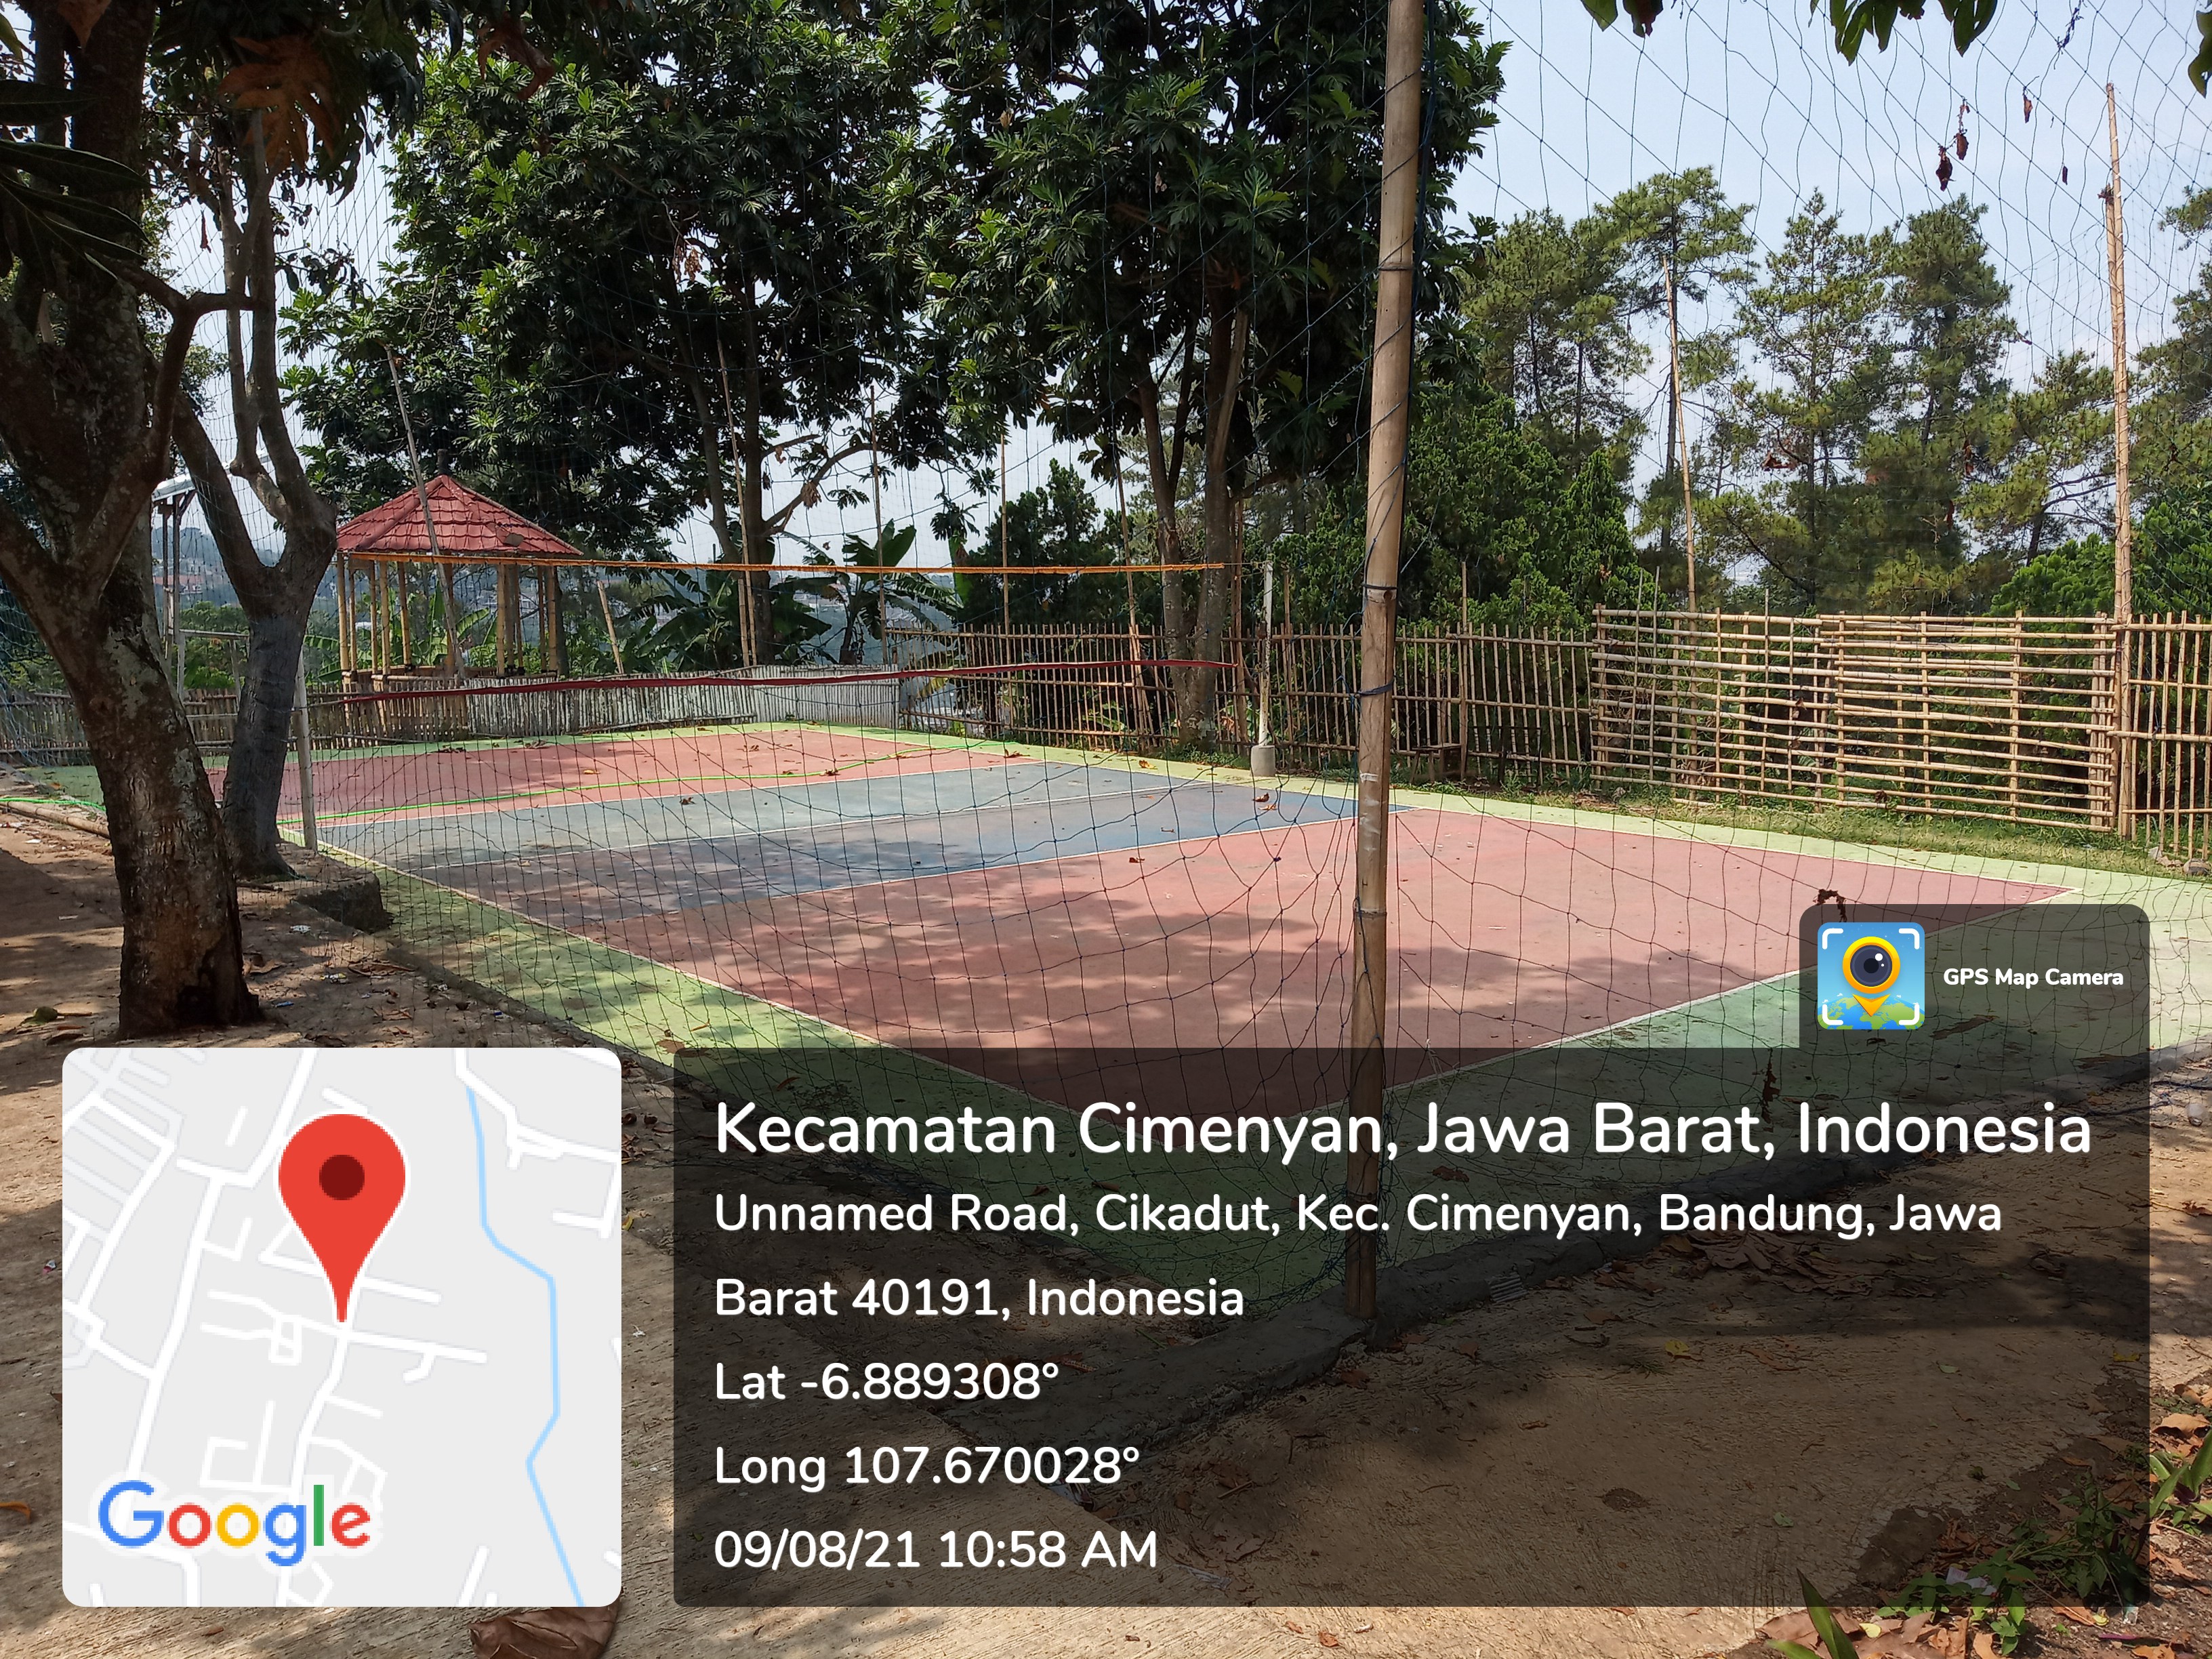 GPS Map Camera
Kecamatan Cimenyan, Jawa Barat, Indonesia
Unnamed Road, Cikadut, Kec. Cimenyan, Bandung, Jawa
Barat 40191, Indonesia
Lat -6.889308°
Long 107.670028°
09/08/21 10:58 AM
Google